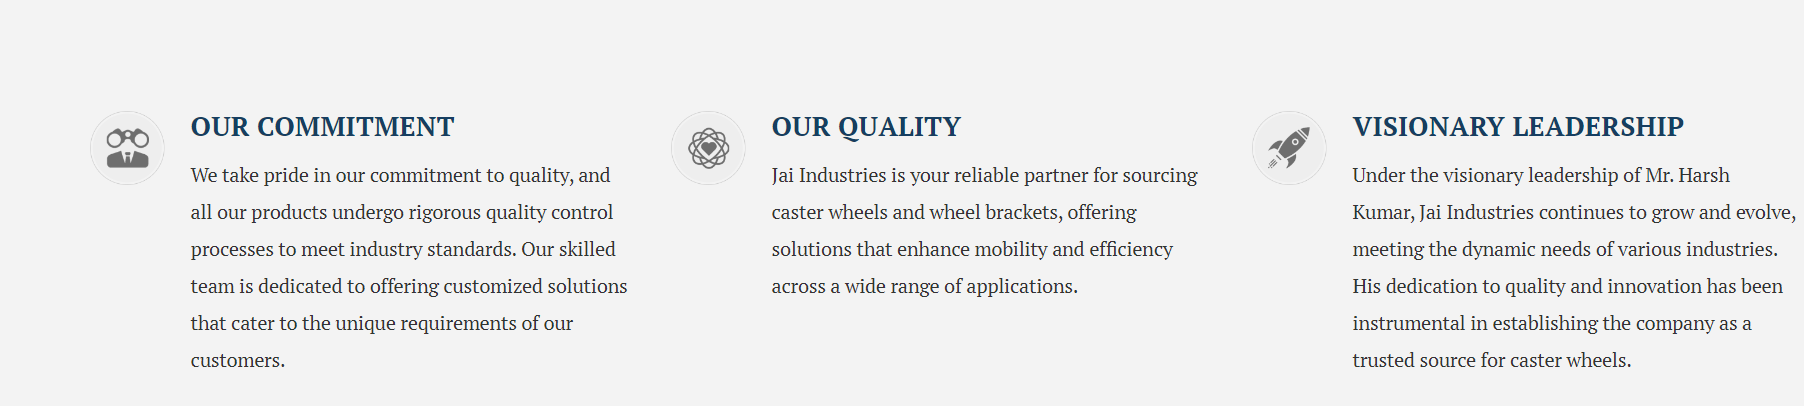 OUR COMMITMENT
We take pride in our commitment to quality, and
all our products undergo rigorous quality control
processes to meet industry standards. Our skilled
team is dedicated to offering customized solutions
that cater to the unique requirements of our
customers.
OUR QUALITY
Jai Industries is your reliable partner for sourcing
caster wheels and wheel brackets, offering
solutions that enhance mobility and efficiency
across a wide range of applications.
VISIONARY LEADERSHIP
Under the visionary leadership of Mr. Harsh
Kumar, Jai Industries continues to grow and evolve,
meeting the dynamic needs of various industries.
His dedication to quality and innovation has been
instrumental in establishing the company as a
trusted source for caster wheels.